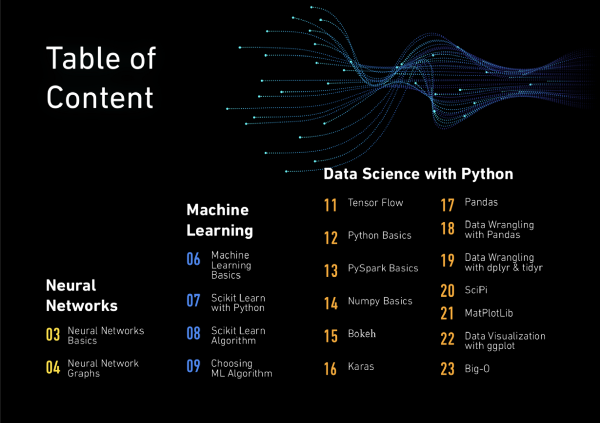 Table of
Content
Neural
Networks
03 Neural Networks
Basics
04 Neural Network
Graphs
Machine
Learning
06 Machine
Learning
Basics
07 Scikit Learn
with Python
08 Scikit Learn
Algorithm
09 Choosing
ML Algorithm
Data Science with Python
11 Tensor Flow
12 Python Basics
13 PySpark Basics
14 Numpy Basics
15 Bokeh
16 Karas
17 Pandas
18 Data Wrangling
with Pandas
19 Data Wrangling
with dplyr & tidyr
20 SciPi
21 MatPlotLib
22 Data Visualization
with ggplot
23 Big-O